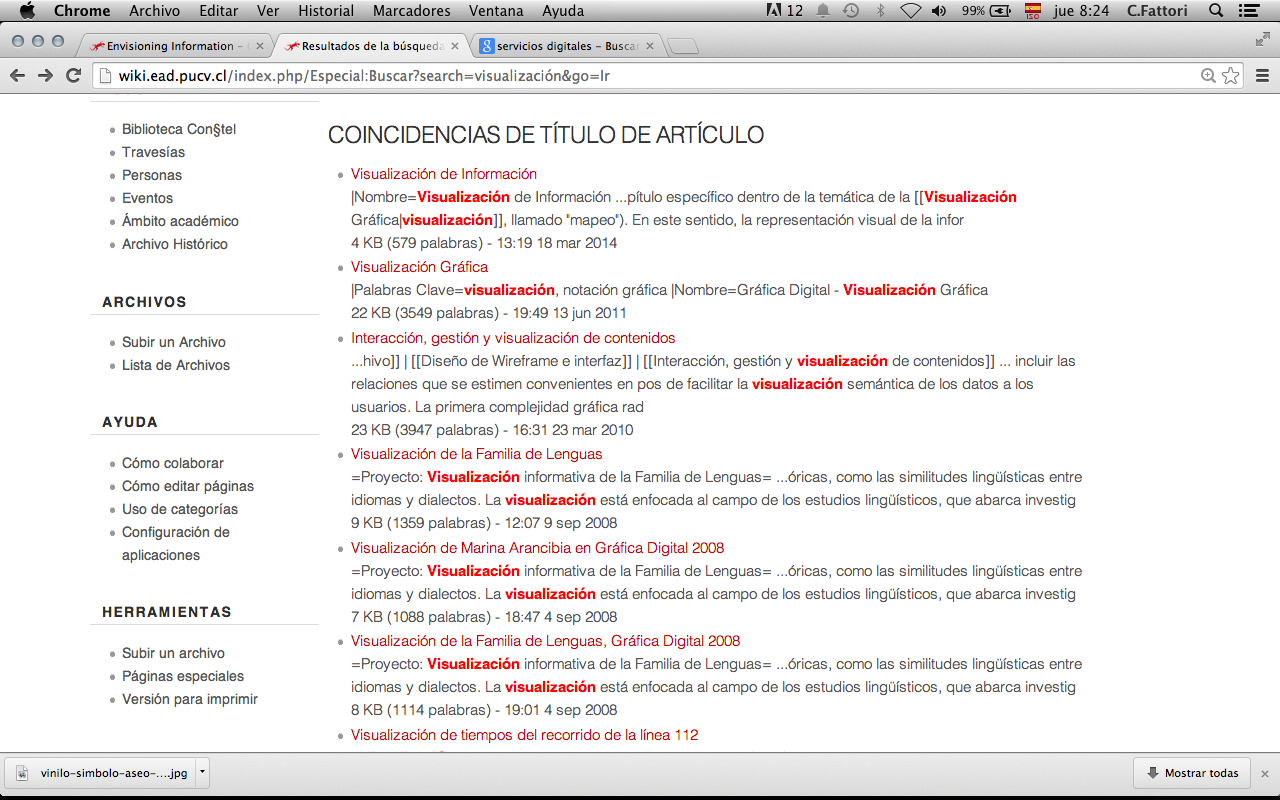 Chrome Archivo Editar Ver Historial Marcadores Ventana Ayuda 12 99% ISO jue 8:24 C.Fattori
Envisioning Information – Resultados de la búsqueda servicios digitales – Buscar
wiki.ead.pucv.cl/index.php/Especial:Buscar?search=visualización&go=Ir
Biblioteca Con§tel
Travesías
Personas
Eventos
Ámbito académico
Archivo Histórico
ARCHIVOS
Subir un Archivo
Lista de Archivos
AYUDA
Cómo colaborar
Cómo editar páginas
Uso de categorías
Configuración de
aplicaciones
HERRAMIENTAS
Subir un archivo
Páginas especiales
Versión para imprimir
COINCIDENCIAS DE TÍTULO DE ARTÍCULO
Visualización de Información
|Nombre=Visualización de Información ...pítulo específico dentro de la temática de la [[Visualización
Gráfica|visualización]], llamado "mapeo"). En este sentido, la representación visual de la infor
4 KB (579 palabras) - 13:19 18 mar 2014
Visualización Gráfica
|Palabras Clave=visualización, notación gráfica |Nombre=Gráfica Digital - Visualización Gráfica
22 KB (3549 palabras) - 19:49 13 jun 2011
Interacción, gestión y visualización de contenidos
...hivo]] | [[Diseño de Wireframe e interfaz]] | [[Interacción, gestión y visualización de contenidos]] ... incluir las
relaciones que se estimen convenientes en pos de facilitar la visualización semántica de los datos a los
usuarios. La primera complejidad gráfica rad
23 KB (3947 palabras) - 16:31 23 mar 2010
Visualización de la Familia de Lenguas
=Proyecto: Visualización informativa de la Familia de Lenguas= ...óricas, como las similitudes lingüísticas entre
idiomas y dialectos. La visualización está enfocada al campo de los estudios lingüísticos, que abarca investig
9 KB (1359 palabras) - 12:07 9 sep 2008
Visualización de Marina Arancibia en Gráfica Digital 2008
=Proyecto: Visualización informativa de la Familia de Lenguas= ...óricas, como las similitudes lingüísticas entre
idiomas y dialectos. La visualización está enfocada al campo de los estudios lingüísticos, que abarca investig
7 KB (1088 palabras) - 18:47 4 sep 2008
Visualización de la Familia de Lenguas, Gráfica Digital 2008
=Proyecto: Visualización informativa de la Familia de Lenguas= ...óricas, como las similitudes lingüísticas entre
idiomas y dialectos. La visualización está enfocada al campo de los estudios lingüísticos, que abarca investig
8 KB (1114 palabras) - 19:01 4 sep 2008
Visualización de tiempos del recorrido de la línea 112
vinilo-simbolo-aseo-....jpg Mostrar todas